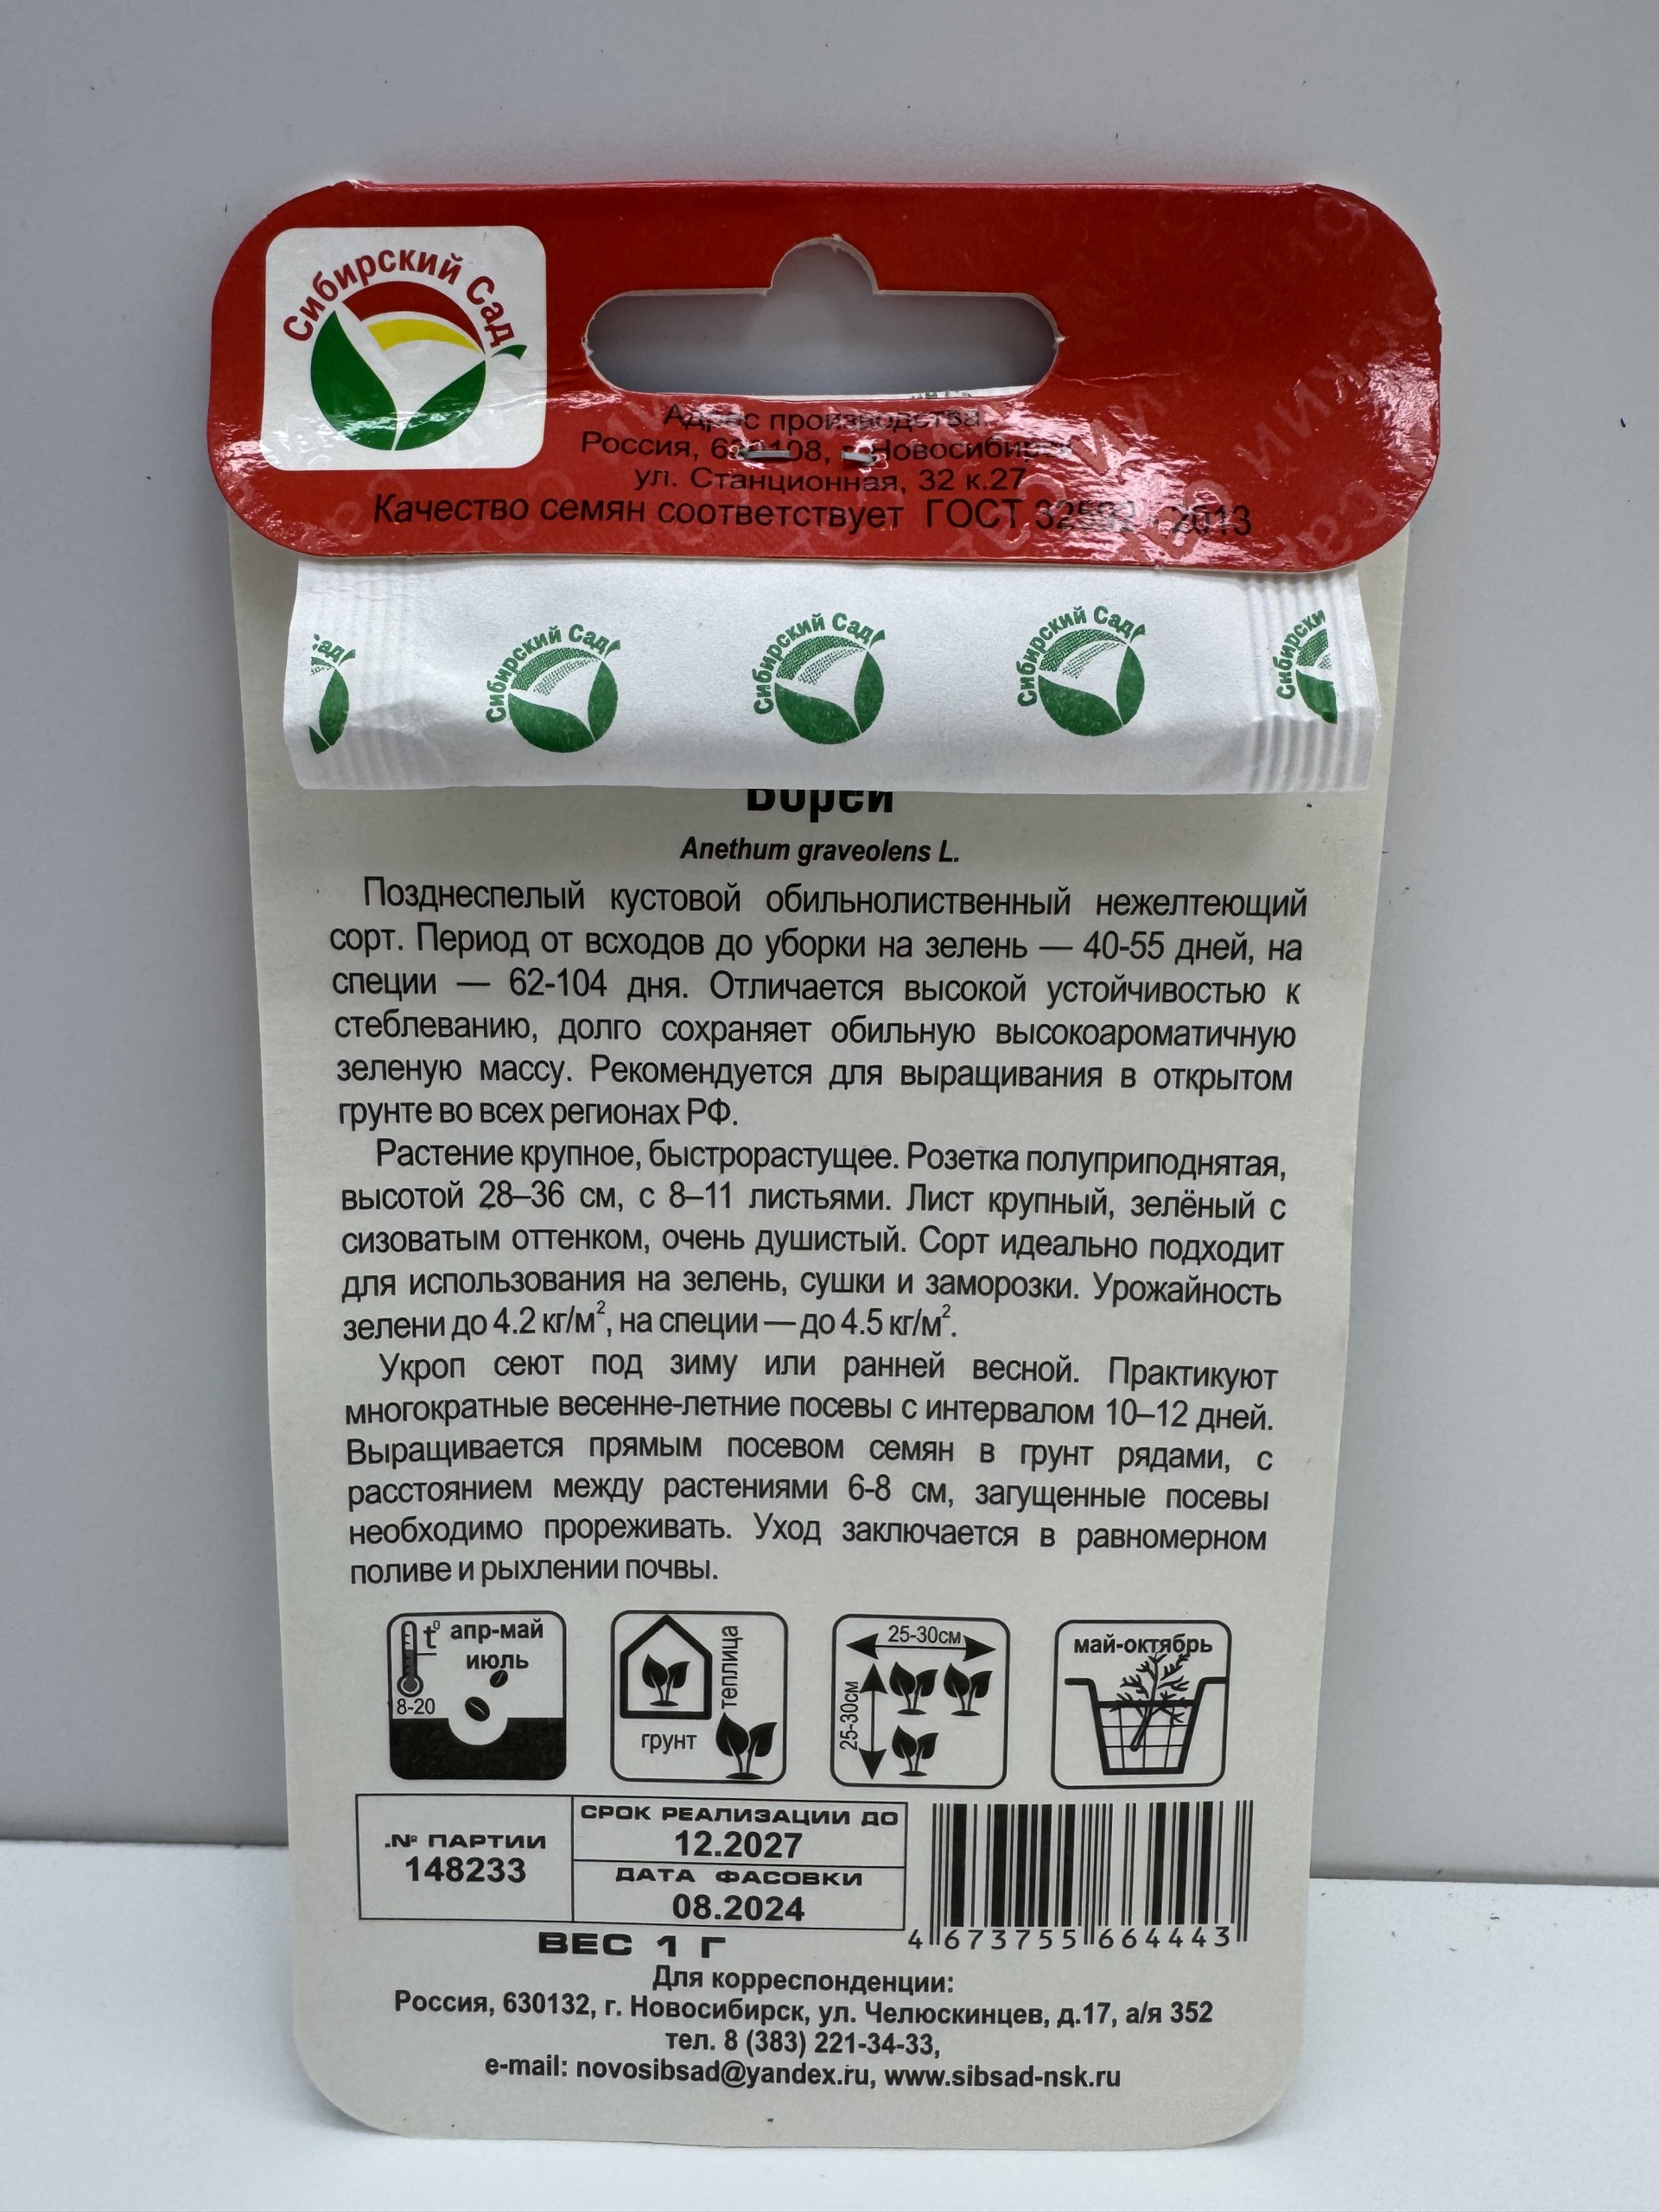 Сибирский Сад
Адрес производства:
Россия, 630108, г. Новосибирск
ул. Станционная, 32 к.27
Качество семян соответствует ГОСТ 32592 - 2013
Сибирский Сад Сибирский Сад Сибирский Сад
Борей
Anethum graveolens L.
Позднеспелый кустовой обильнолиственный нежелтеющий
сорт. Период от всходов до уборки на зелень — 40-55 дней, на
специи — 62-104 дня. Отличается высокой устойчивостью к
стеблеванию, долго сохраняет обильную высокоароматичную
зеленую массу. Рекомендуется для выращивания в открытом
грунте во всех регионах РФ.
Растение крупное, быстрорастущее. Розетка полуприподнятая,
высотой 28–36 см, с 8–11 листьями. Лист крупный, зелёный с
сизоватым оттенком, очень душистый. Сорт идеально подходит
для использования на зелень, сушки и заморозки. Урожайность
зелени до 4.2 кг/м², на специи — до 4.5 кг/м².
Укроп сеют под зиму или ранней весной. Практикуют
многократные весенне-летние посевы с интервалом 10–12 дней.
Выращивается прямым посевом семян в грунт рядами, с
расстоянием между растениями 6-8 см, загущенные посевы
необходимо прореживать. Уход заключается в равномерном
поливе и рыхлении почвы.
t⁰ апр-май
июль
8-20
теплица
грунт
25-30см
25-30см
май-октябрь
№ ПАРТИИ
148233
СРОК РЕАЛИЗАЦИИ ДО
12.2027
ДАТА ФАСОВКИ
08.2024
4 673755 664443
ВЕС 1 Г
Для корреспонденции:
Россия, 630132, г. Новосибирск, ул. Челюскинцев, д.17, а/я 352
тел. 8 (383) 221-34-33,
e-mail: novosibsad@yandex.ru, www.sibsad-nsk.ru